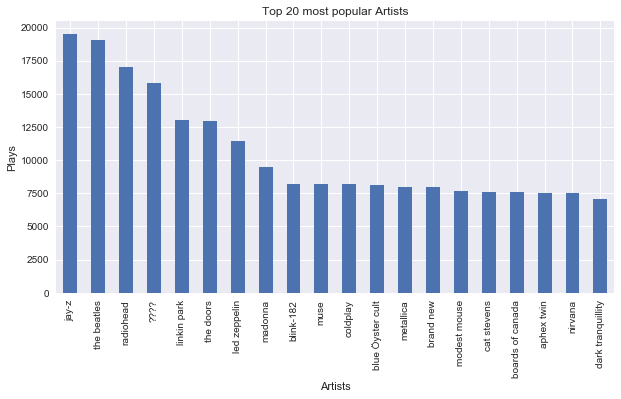 Top 20 most popular Artists
20000
17500
15000
12500
10000
7500
5000
2500
0
Plays
jay-z
the beatles
radiohead
????
linkin park
the doors
led zeppelin
madonna
blink-182
muse
coldplay
blue Öyster cult
metallica
brand new
modest mouse
cat stevens
boards of canada
aphex twin
nirvana
dark tranquillity
Artists